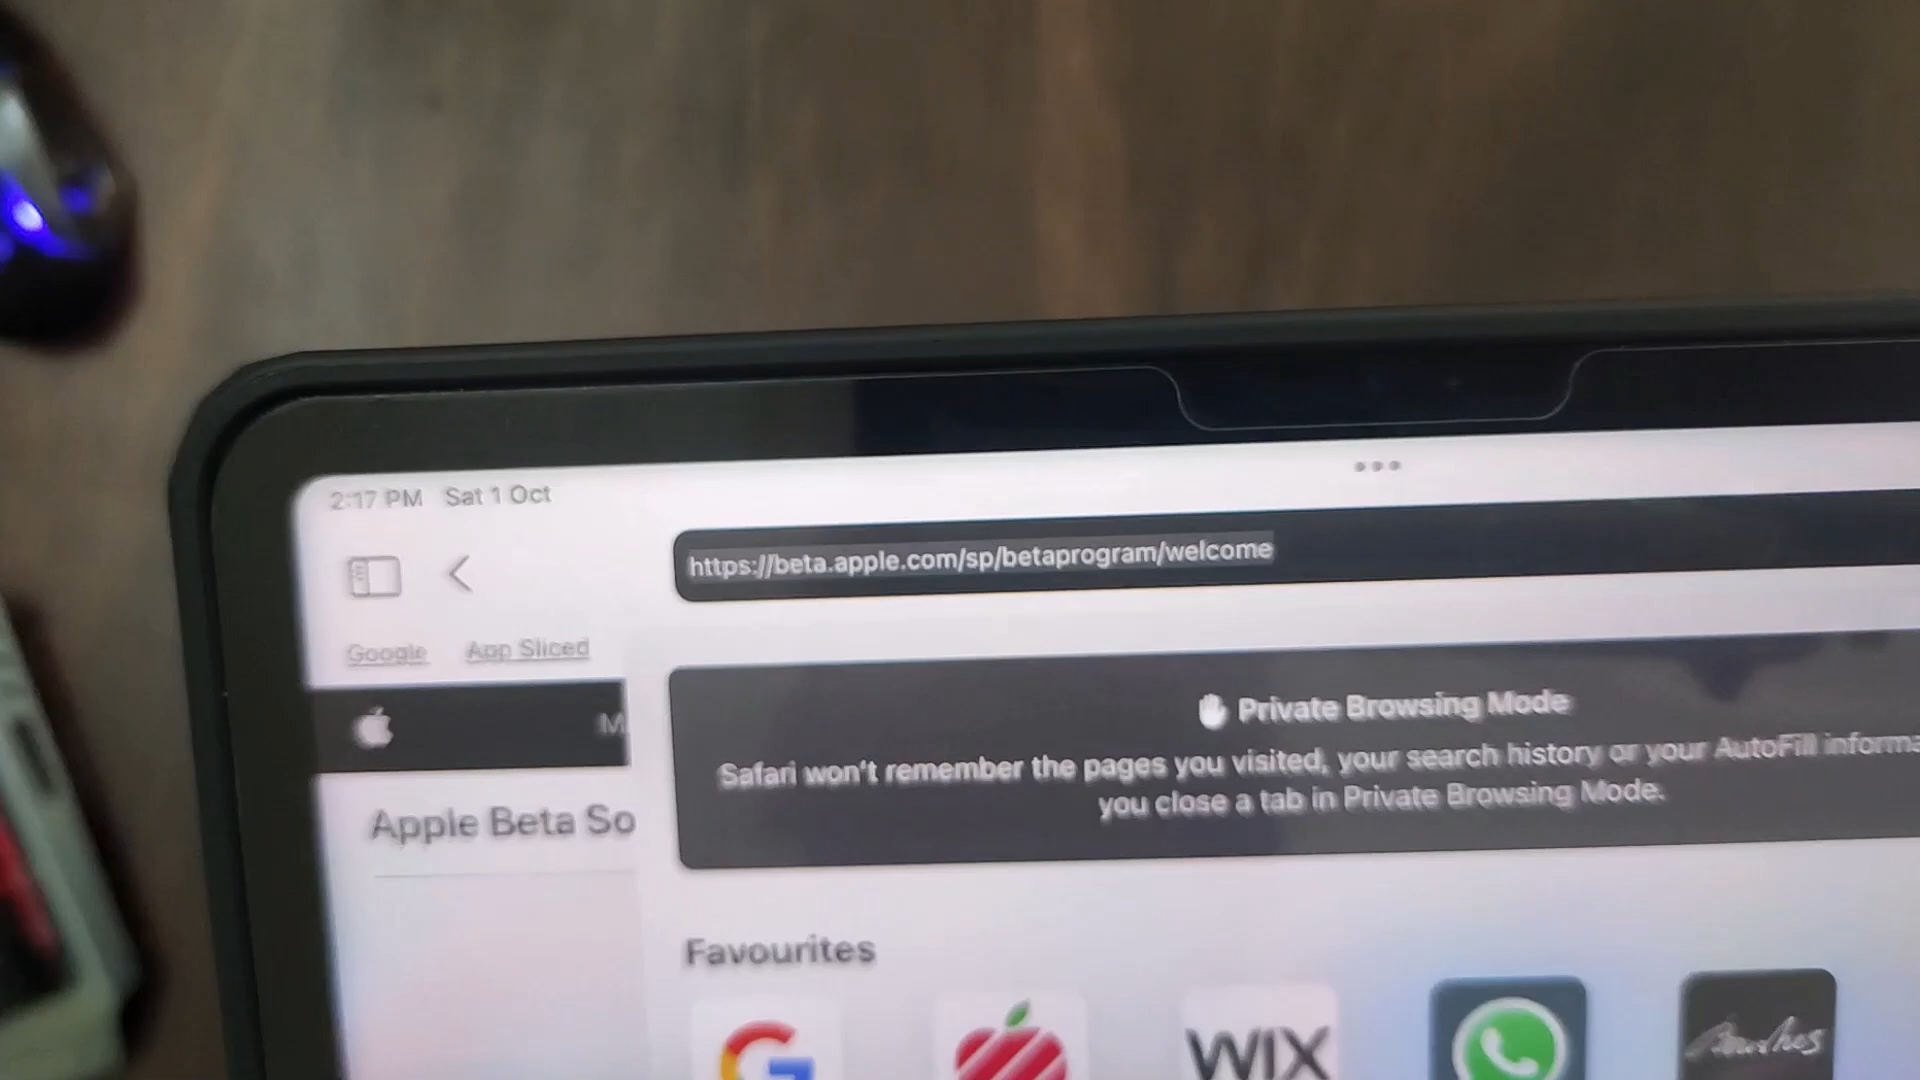 2:17 PM Sat 1 Oct
https://beta.apple.com/sp/betaprogram/welcome
Google App Sliced
M
Private Browsing Mode
Safari won't remember the pages you visited, your search history or your AutoFill informa
you close a tab in Private Browsing Mode.
Apple Beta So
Favourites
WIX